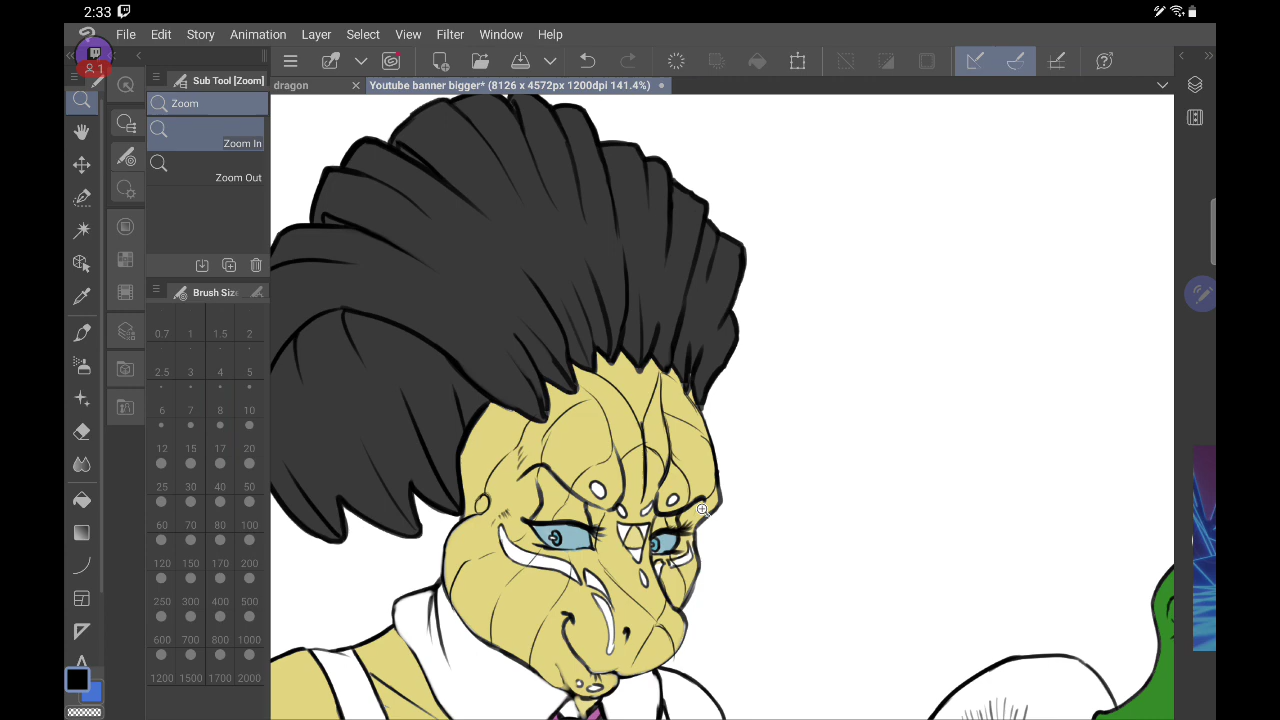 2:33
File Edit Story Animation Layer Select View Filter Window Help
1
Sub Tool [Zoom]
dragon
Youtube banner bigger* (8126 x 4572px 1200dpi 141.4%)
Zoom
Zoom In
Zoom Out
Brush Size
0.7 1 1.5 2
2.5 3 4 5
6 7 8 10
12 15 17 20
25 30 40 50
60 70 80 100
120 150 170 200
250 300 400 500
600 700 800 1000
1200 1500 1700 2000
A